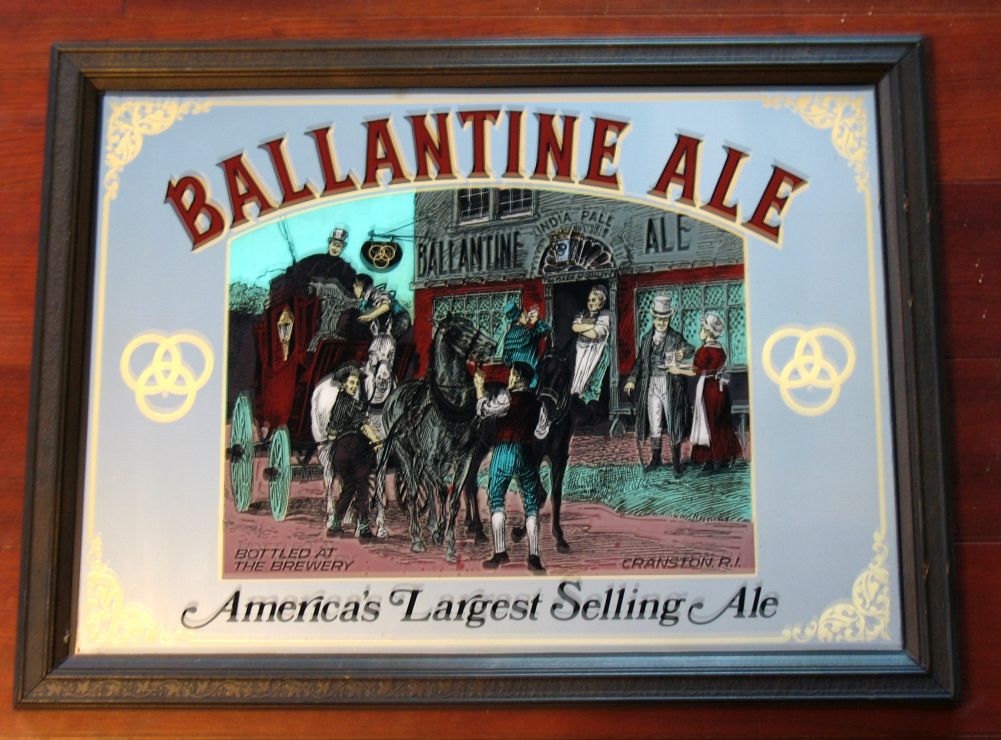 BALLANTINE ALE
INDIA PALE
BALLANTINE ALE
BOTTLED AT
THE BREWERY
CRANSTON, R.I.
America's Largest Selling Ale